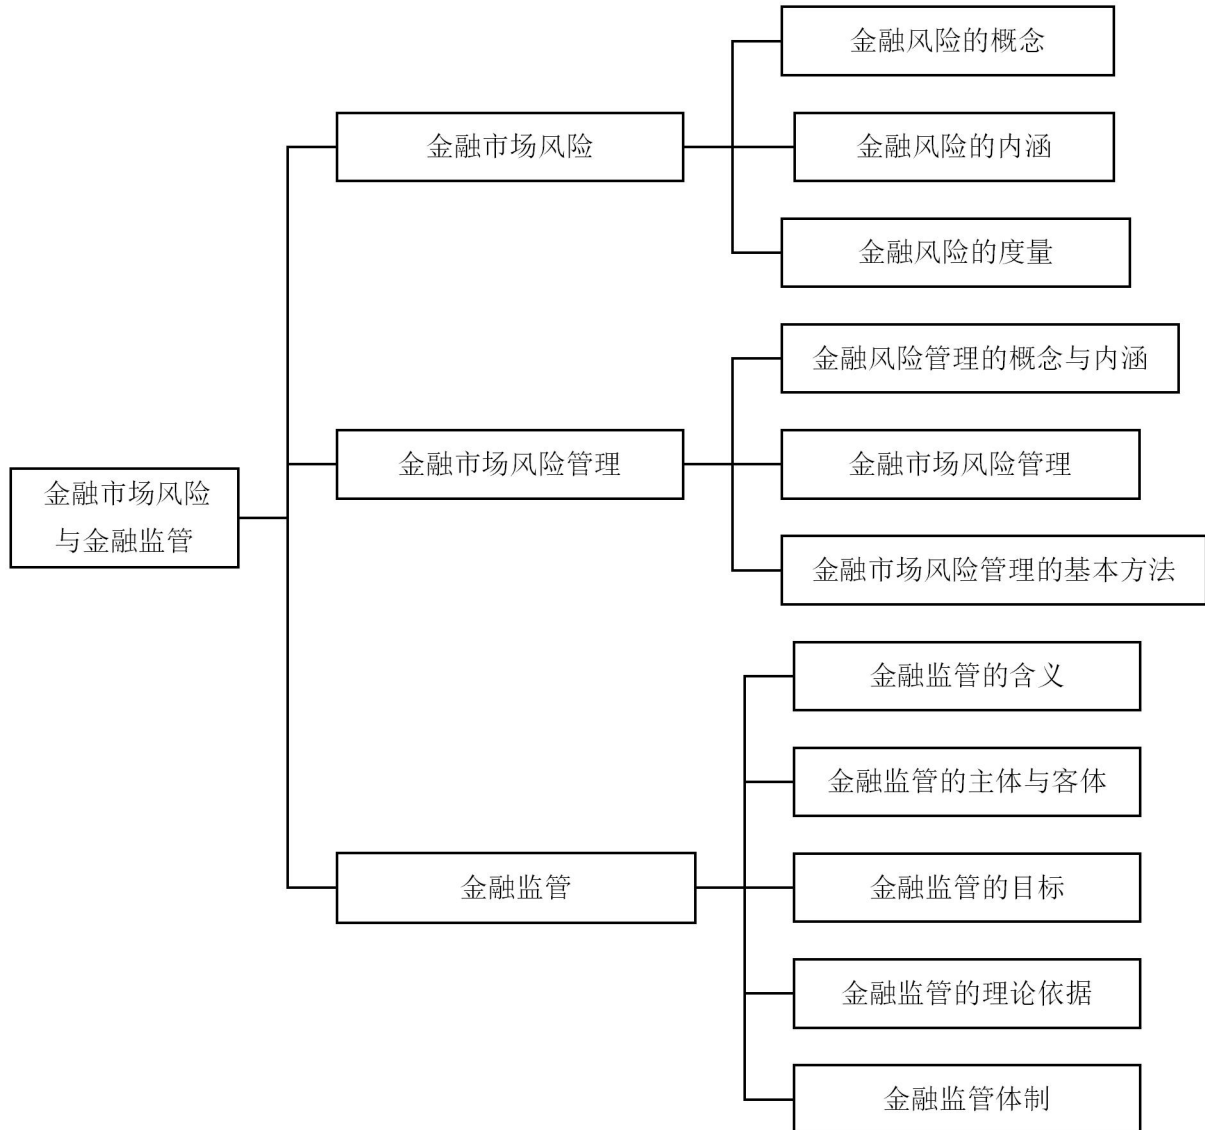 金融市场风险
与金融监管
金融市场风险
金融风险的概念
金融风险的内涵
金融风险的度量
金融市场风险管理
金融风险管理的概念与内涵
金融市场风险管理
金融市场风险管理的基本方法
金融监管
金融监管的含义
金融监管的主体与客体
金融监管的目标
金融监管的理论依据
金融监管体制